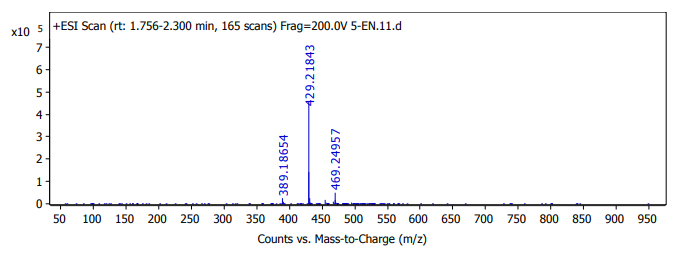 +ESI Scan (rt: 1.756-2.300 min, 165 scans) Frag=200.0V 5-EN.11.d
x10 5
7
6
5
4
3
2
1
0
389.18654
429.21843
469.24957
50 100 150 200 250 300 350 400 450 500 550 600 650 700 750 800 850 900 950
Counts vs. Mass-to-Charge (m/z)